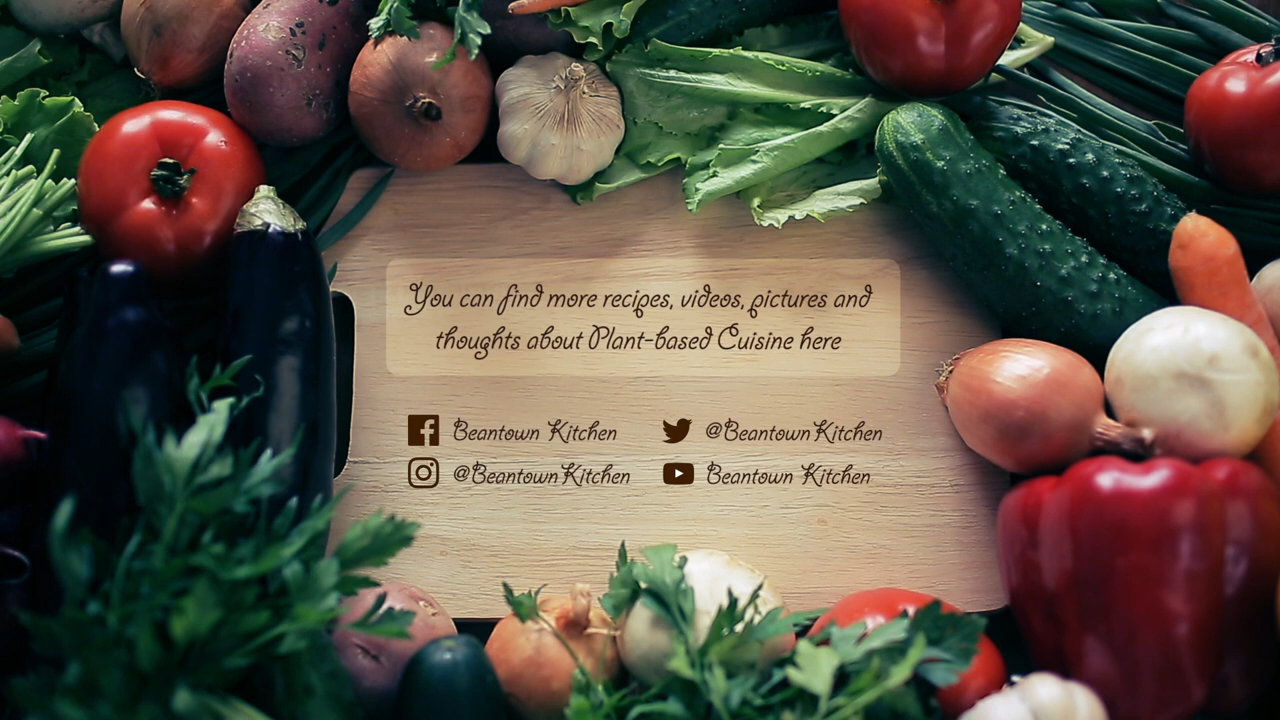 You can find more recipes, videos, pictures and
thoughts about Plant-based Cuisine here
Beantown Kitchen
@BeantownKitchen
@BeantownKitchen
Beantown Kitchen